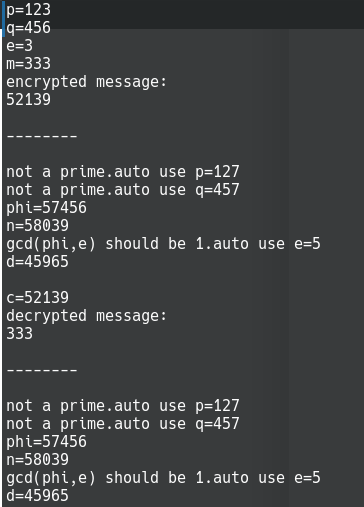 p=123
q=456
e=3
m=333
encrypted message:
52139
--------
not a prime.auto use p=127
not a prime.auto use q=457
phi=57456
n=58039
gcd(phi,e) should be 1.auto use e=5
d=45965
c=52139
decrypted message:
333
--------
not a prime.auto use p=127
not a prime.auto use q=457
phi=57456
n=58039
gcd(phi,e) should be 1.auto use e=5
d=45965